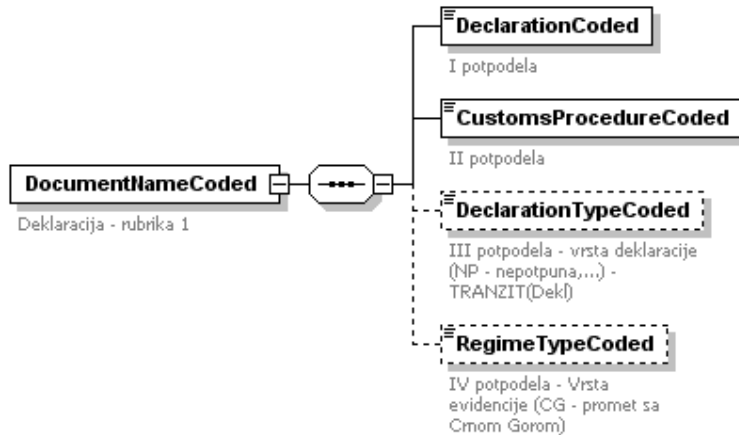 DeclarationCoded
I potpodela
CustomsProcedureCoded
II potpodela
DocumentNameCoded
Deklaracija - rubrika 1
DeclarationTypeCoded
III potpodela - vrsta deklaracije
(NP - nepotpuna,...) -
TRANZIT(Dekl)
RegimeTypeCoded
IV potpodela - Vrsta
evidencije (CG - promet sa
Crnom Gorom)